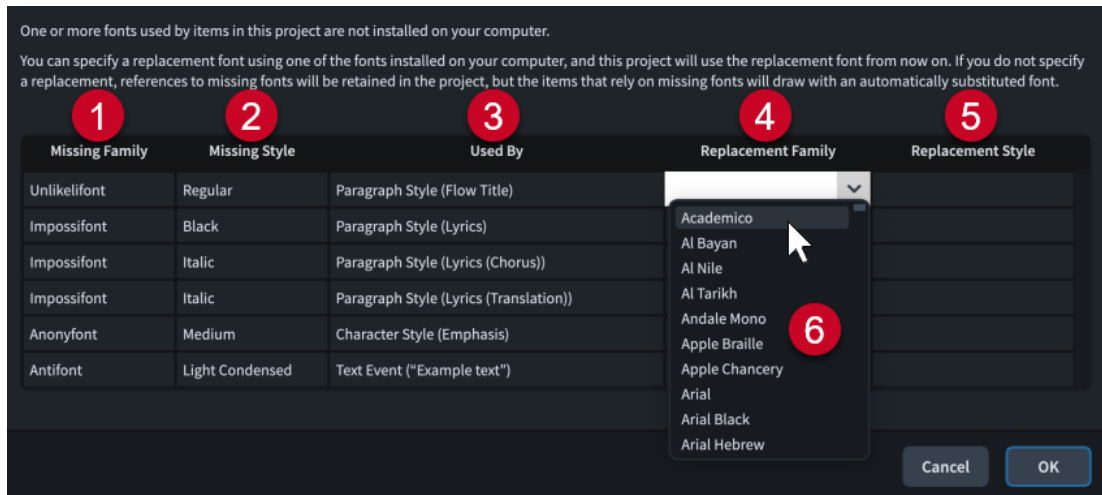 One or more fonts used by items in this project are not installed on your computer.
You can specify a replacement font using one of the fonts installed on your computer, and this project will use the replacement font from now on. If you do not specify
a replacement, references to missing fonts will be retained in the project, but the items that rely on missing fonts will draw with an automatically substituted font.
1 2 3 4 5
Missing Family Missing Style Used By Replacement Family Replacement Style
Unlikelifont Regular Paragraph Style (Flow Title)
Impossifont Black Paragraph Style (Lyrics)
Impossifont Italic Paragraph Style (Lyrics (Chorus))
Impossifont Italic Paragraph Style (Lyrics (Translation))
Anonyfont Medium Character Style (Emphasis)
Antifont Light Condensed Text Event (“Example text”)
Academico
Al Bayan
Al Nile
Al Tarikh
Andale Mono
6
Apple Braille
Apple Chancery
Arial
Arial Black
Arial Hebrew
Cancel OK